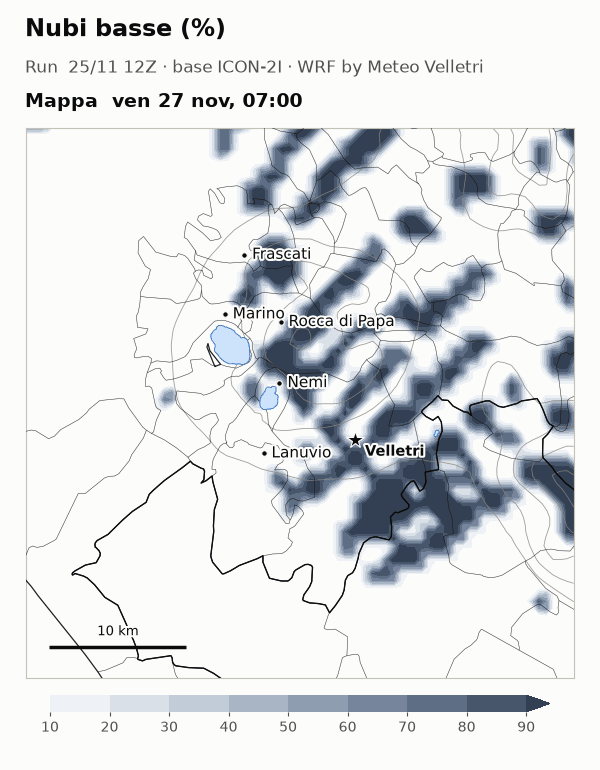 Nubi basse (%)
Run  25/11 12Z · base ICON-2I · WRF by Meteo Velletri
Mappa  ven 27 nov, 07:00
Frascati
Marino
Rocca di Papa
Nemi
Velletri
Lanuvio
10 km
10 20 30 40 50 60 70 80 90